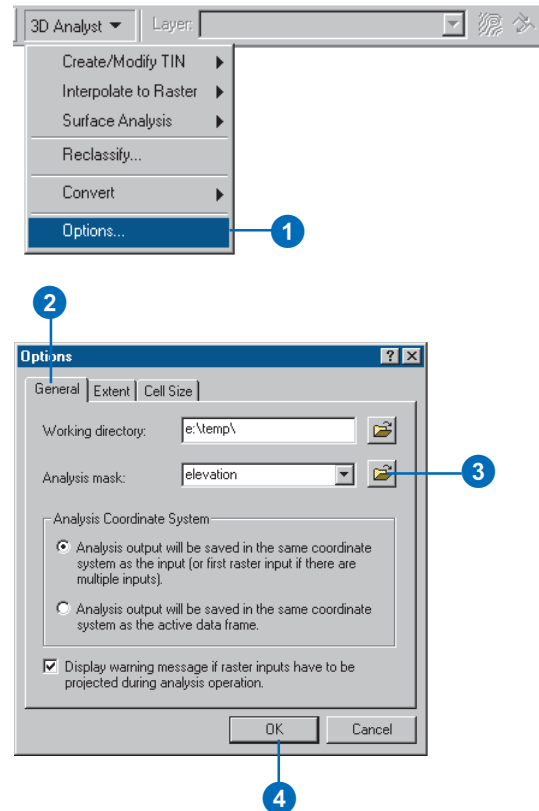 3D Analyst Layer:
Create/Modify TIN
Interpolate to Raster
Surface Analysis
Reclassify...
Convert
Options...
1
2
Options
General Extent Cell Size
Working directory: e:\temp\
Analysis mask: elevation
3
Analysis Coordinate System
Analysis output will be saved in the same coordinate
system as the input (or first raster input if there are
multiple inputs).
Analysis output will be saved in the same coordinate
system as the active data frame.
Display warning message if raster inputs have to be
projected during analysis operation.
OK Cancel
4